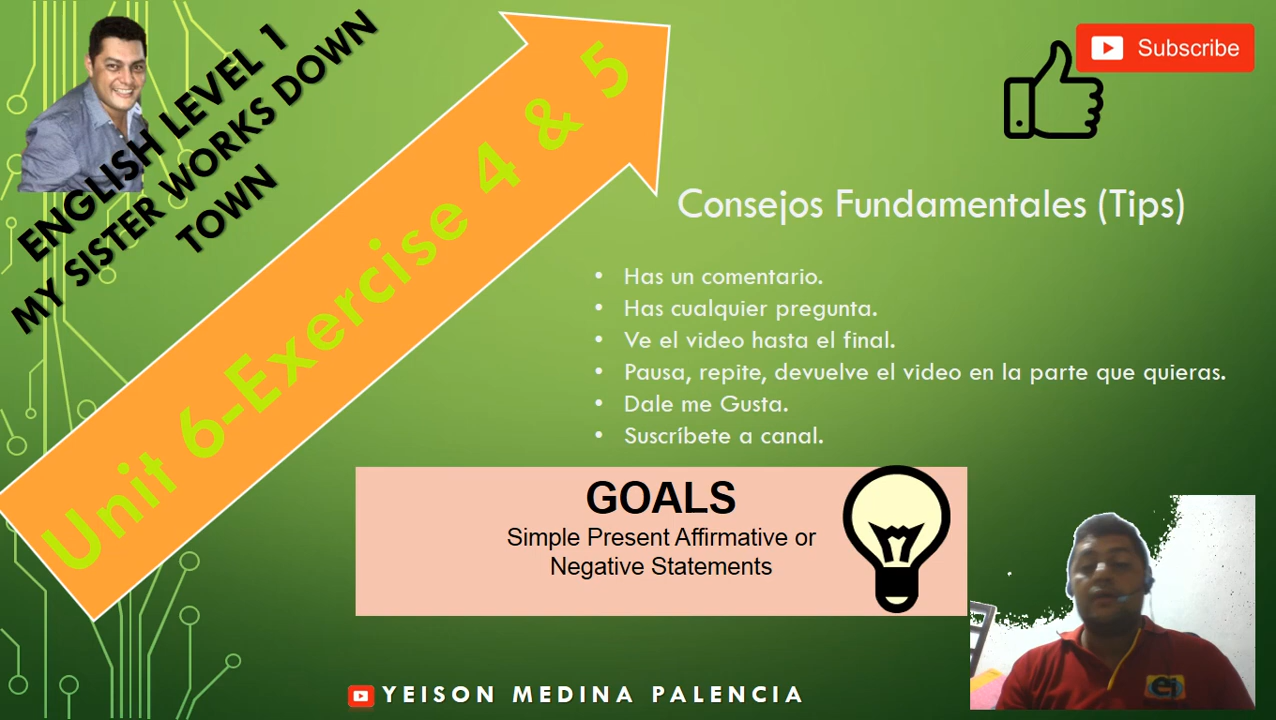 ENGLISH LEVEL 1
MY SISTER WORKS DOWN
TOWN
Unit 6-Exercise 4 & 5
Subscribe
Consejos Fundamentales (Tips)
• Has un comentario.
• Has cualquier pregunta.
• Ve el video hasta el final.
• Pausa, repite, devuelve el video en la parte que quieras.
• Dale me Gusta.
• Suscríbete a canal.
GOALS
Simple Present Affirmative or
Negative Statements
YEISON MEDINA PALENCIA